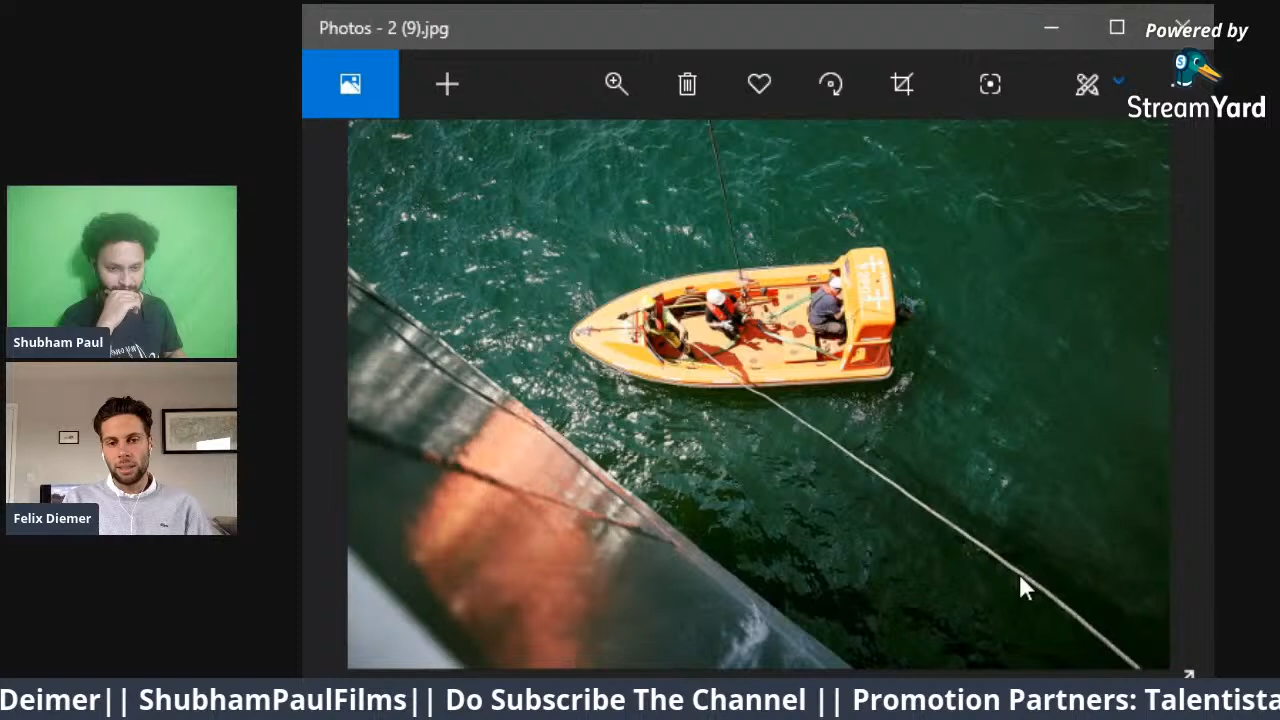 Photos - 2 (9).jpg
Powered by
StreamYard
Shubham Paul
Felix Diemer
Deimer|| ShubhamPaulFilms|| Do Subscribe The Channel || Promotion Partners: Talentista